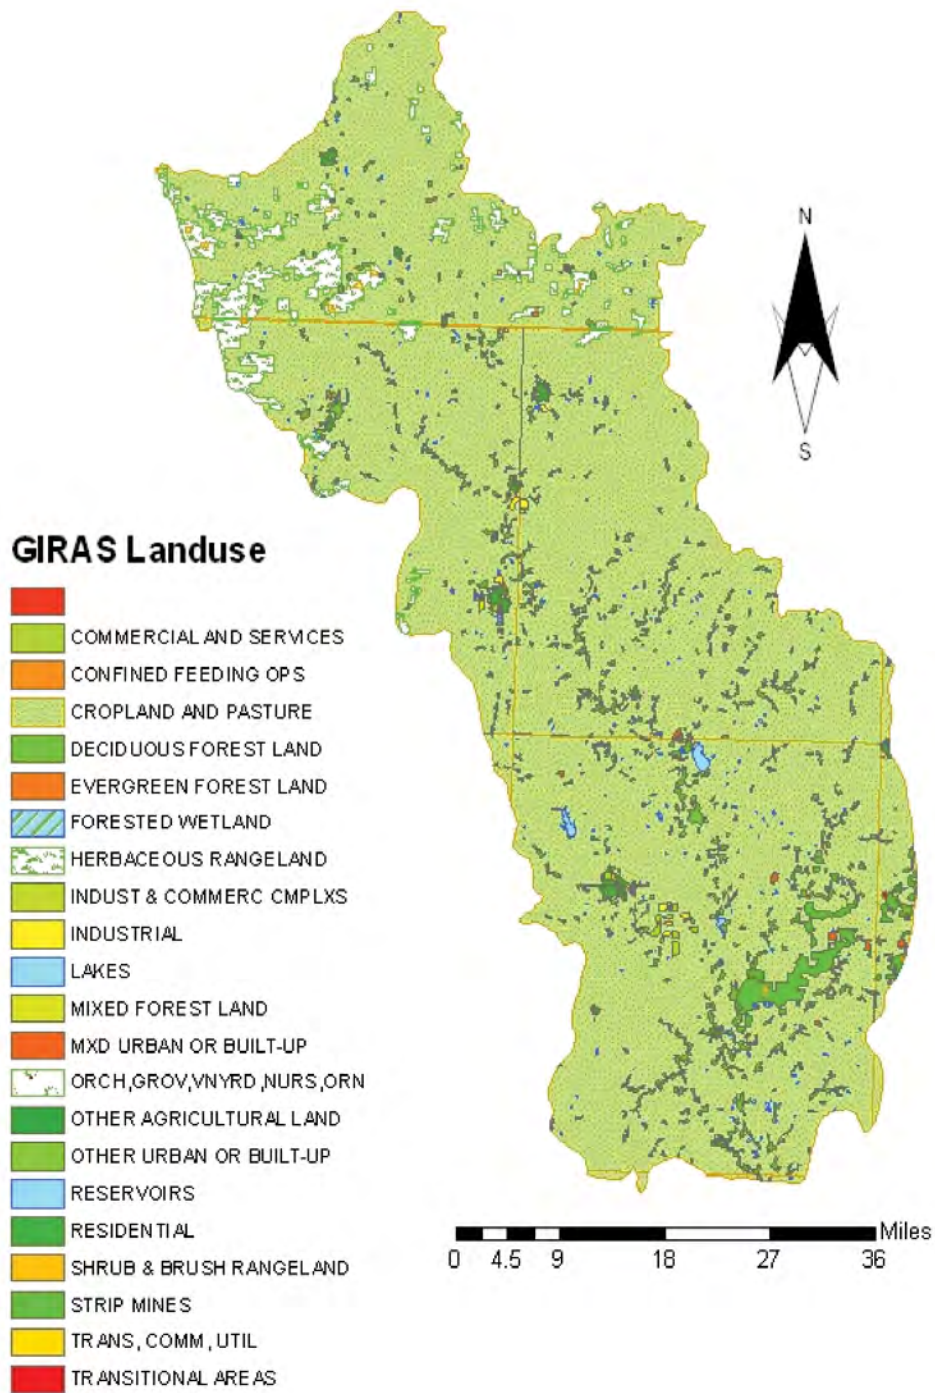 N
S
GIRAS Landuse
COMMERCIAL AND SERVICES
CONFINED FEEDING OPS
CROPLAND AND PASTURE
DECIDUOUS FOREST LAND
EVERGREEN FOREST LAND
FORESTED WETLAND
HERBACEOUS RANGELAND
INDUST & COMMERC CMPLXS
INDUSTRIAL
LAKES
MIXED FOREST LAND
MXD URBAN OR BUILT-UP
ORCH,GROV,VNYRD,NURS,ORN
OTHER AGRICULTURAL LAND
OTHER URBAN OR BUILT-UP
RESERVOIRS
RESIDENTIAL
SHRUB & BRUSH RANGELAND
STRIP MINES
TRANS, COMM, UTIL
TRANSITIONAL AREAS
Miles
0 4.5 9 18 27 36